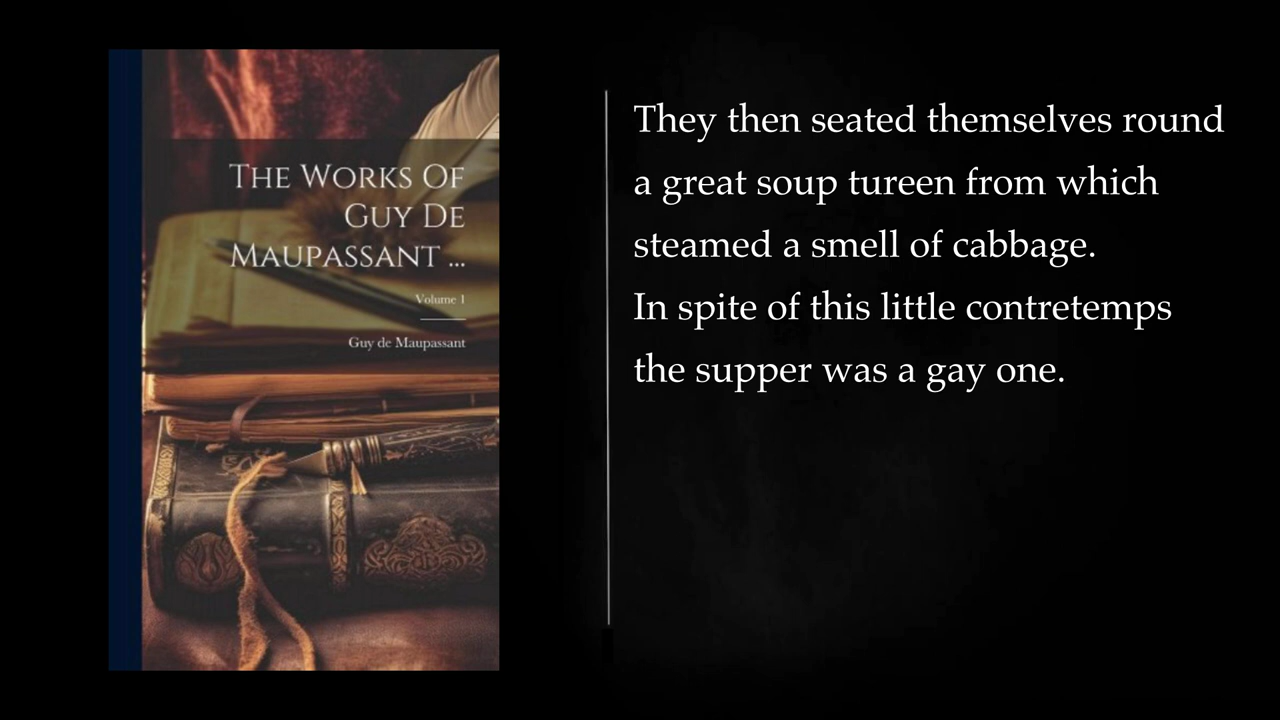 THE WORKS OF
GUY DE
MAUPASSANT ...
Volume 1
Guy de Maupassant
They then seated themselves round
a great soup tureen from which
steamed a smell of cabbage.
In spite of this little contretemps
the supper was a gay one.